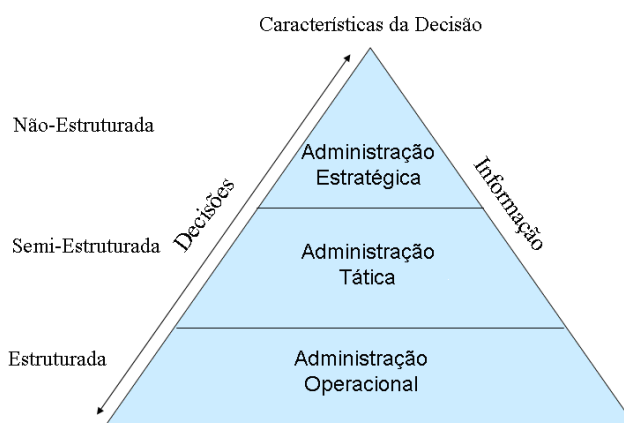 Características da Decisão
Não-Estruturada
Administração
Estratégica
Decisões
Informação
Semi-Estruturada
Administração
Tática
Estruturada
Administração
Operacional